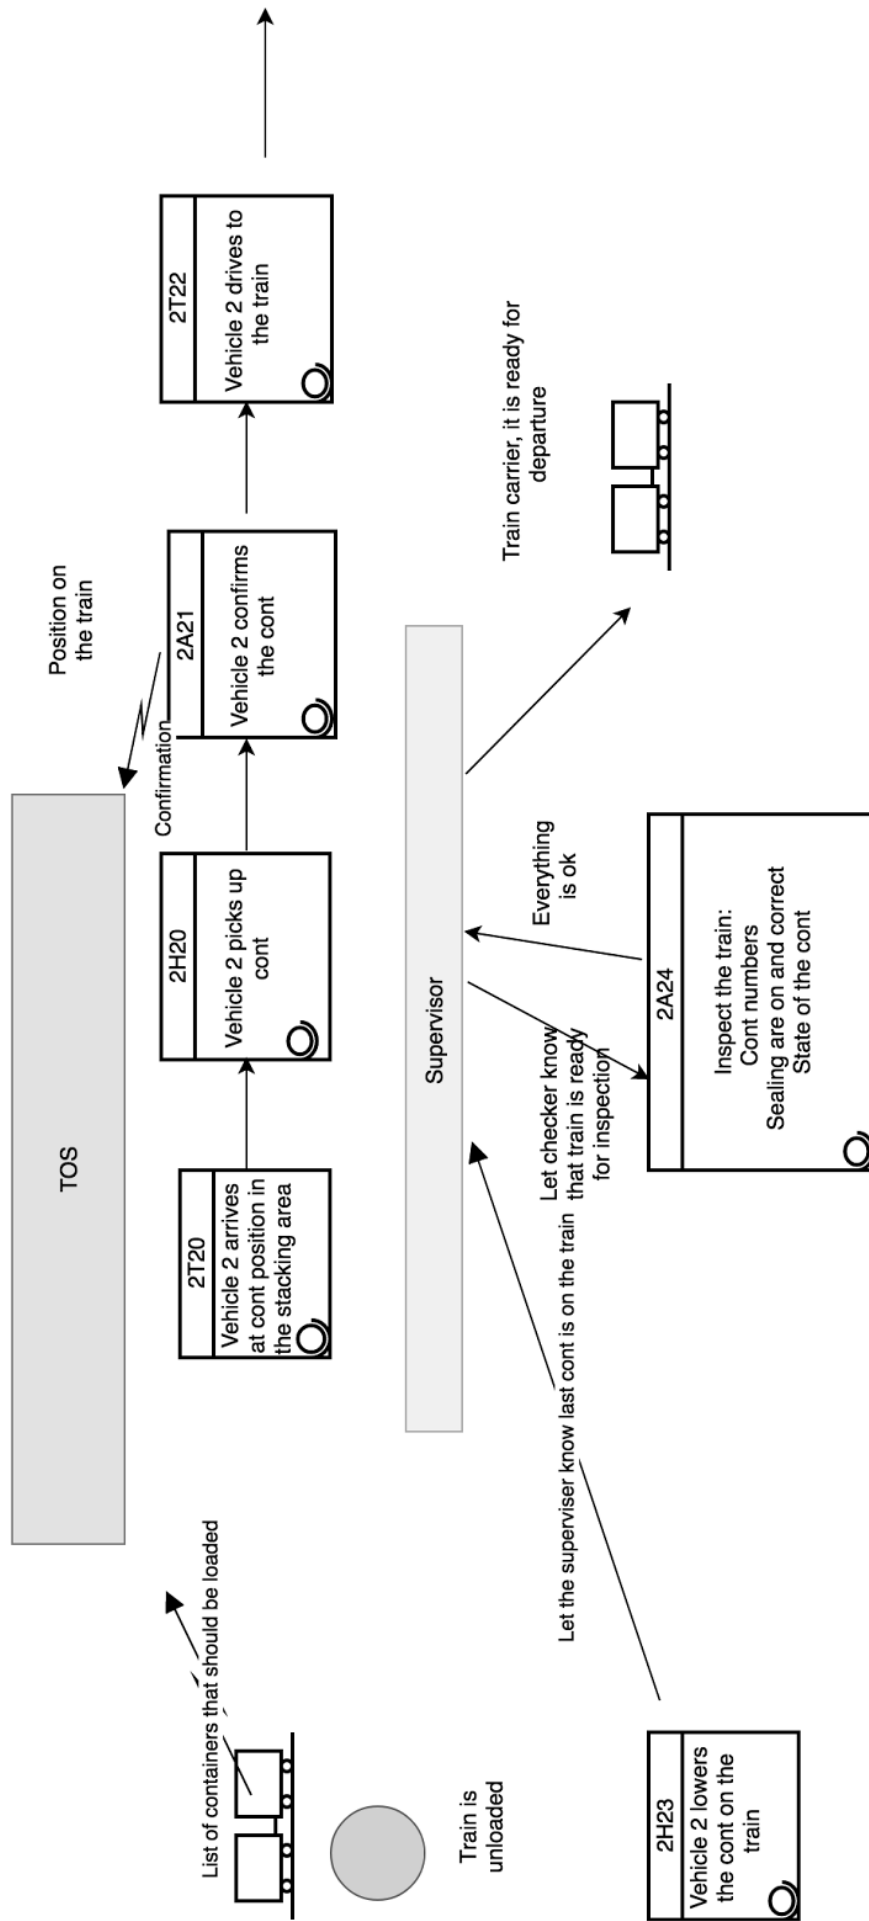 List of containers that should be loaded
Train is
unloaded
TOS
Position on
the train
Confirmation
2T20
Vehicle 2 arrives
at cont position in
the stacking area
2H20
Vehicle 2 picks up
cont
2A21
Vehicle 2 confirms
the cont
2T22
Vehicle 2 drives to
the train
Supervisor
2H23
Vehicle 2 lowers
the cont on the
train
Let the superviser know last cont is on the train
Let checker know
that train is ready
for inspection
Everything
is ok
2A24
Inspect the train:
Cont numbers
Sealing are on and correct
State of the cont
Train carrier, it is ready for
departure